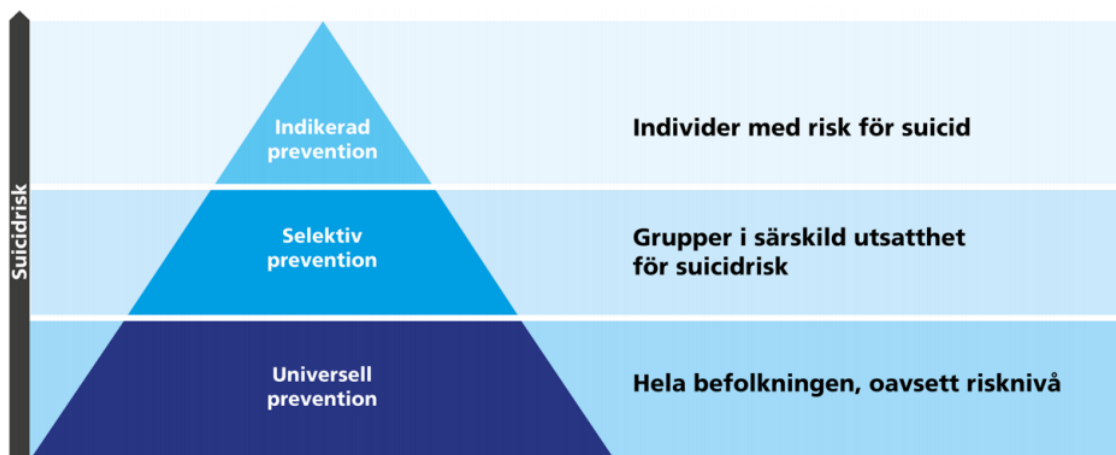 Suicidrisk
Indikerad
prevention
Individer med risk för suicid
Selektiv
prevention
Grupper i särskild utsatthet
för suicidrisk
Universell
prevention
Hela befolkningen, oavsett risknivå